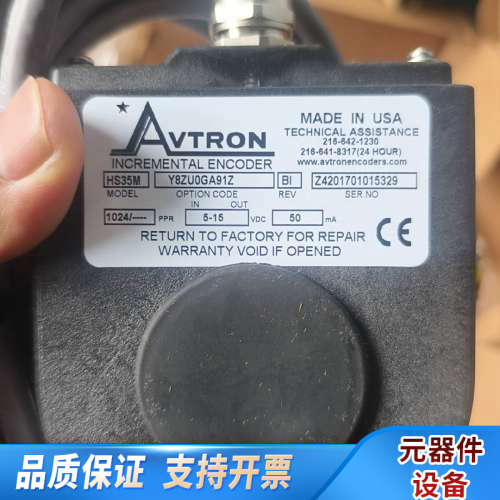 AVTRON
INCREMENTAL ENCODER
MADE IN USA
TECHNICAL ASSISTANCE
216-642-1230
216-641-8317(24 HOUR)
www.avtronencoders.com
HS35M Y8ZU0GA91Z BI Z4201701015329
MODEL OPTION CODE REV SER NO
IN OUT
1024/---- PPR 5-15 VDC 50 mA
RETURN TO FACTORY FOR REPAIR
WARRANTY VOID IF OPENED
CE
品质保证 支持开票
元器件
设备